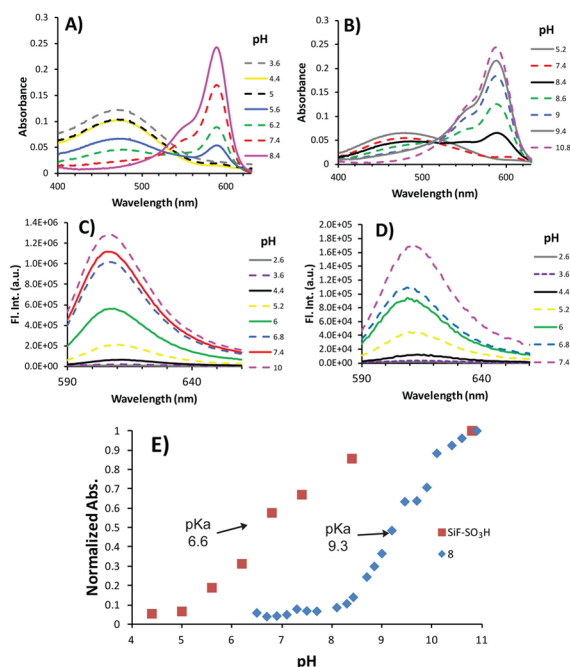 A)
0.3
0.25
0.2
0.15
0.1
0.05
0
Absorbance
400
500
600
Wavelength (nm)
pH
3.6
4.4
5
5.6
6.2
7.4
8.4
B)
0.3
0.25
0.2
0.15
0.1
0.05
0
Absorbance
400
500
600
Wavelength (nm)
pH
5.2
7.4
8.4
8.6
9
9.4
10.8
C)
1.4E+06
1.2E+06
1.0E+06
8.0E+05
6.0E+05
4.0E+05
2.0E+05
0.0E+00
Fl. Int. (a.u.)
590
640
Wavelength (nm)
pH
2.6
3.6
4.4
5.2
6
6.8
7.4
10
D)
2.0E+05
1.8E+05
1.6E+05
1.4E+05
1.2E+05
1.0E+05
8.0E+04
6.0E+04
4.0E+04
2.0E+04
0.0E+00
Fl. Int. (a.u.)
590
640
Wavelength (nm)
pH
2.6
3.6
4.4
5.2
6
6.8
7.4
E)
1
0.9
0.8
0.7
0.6
0.5
0.4
0.3
0.2
0.1
0
Normalized Abs.
pKa
6.6
pKa
9.3
SiF-SO₃H
8
4 5 6 7 8 9 10 11
pH